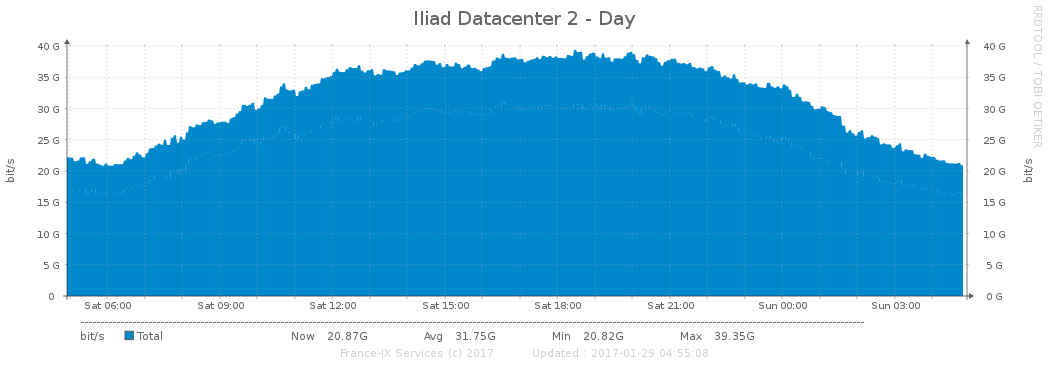 Iliad Datacenter 2 - Day
RRDTOOL / TOBI OETIKER
40 G 40 G
35 G 35 G
30 G 30 G
25 G 25 G
20 G 20 G
15 G 15 G
10 G 10 G
5 G 5 G
0 0 G
bit/s bit/s
Sat 06:00 Sat 09:00 Sat 12:00 Sat 15:00 Sat 18:00 Sat 21:00 Sun 00:00 Sun 03:00
bit/s Total Now 20.87G Avg 31.75G Min 20.82G Max 39.35G
France-IX Services (c) 2017 Updated : 2017-01-29 04:55:08